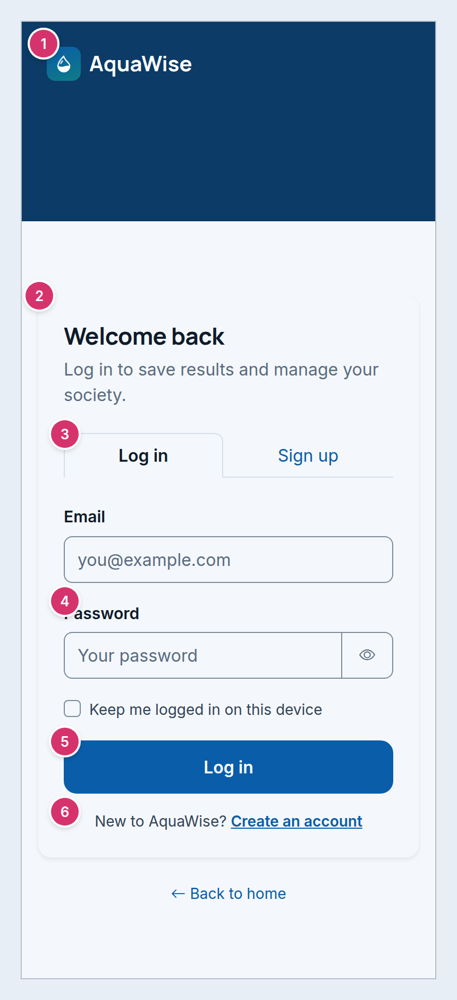 1
AquaWise
2
Welcome back
Log in to save results and manage your
society.
3
Log in
Sign up
Email
you@example.com
4
Password
Your password
Keep me logged in on this device
5
Log in
6
New to AquaWise? Create an account
← Back to home